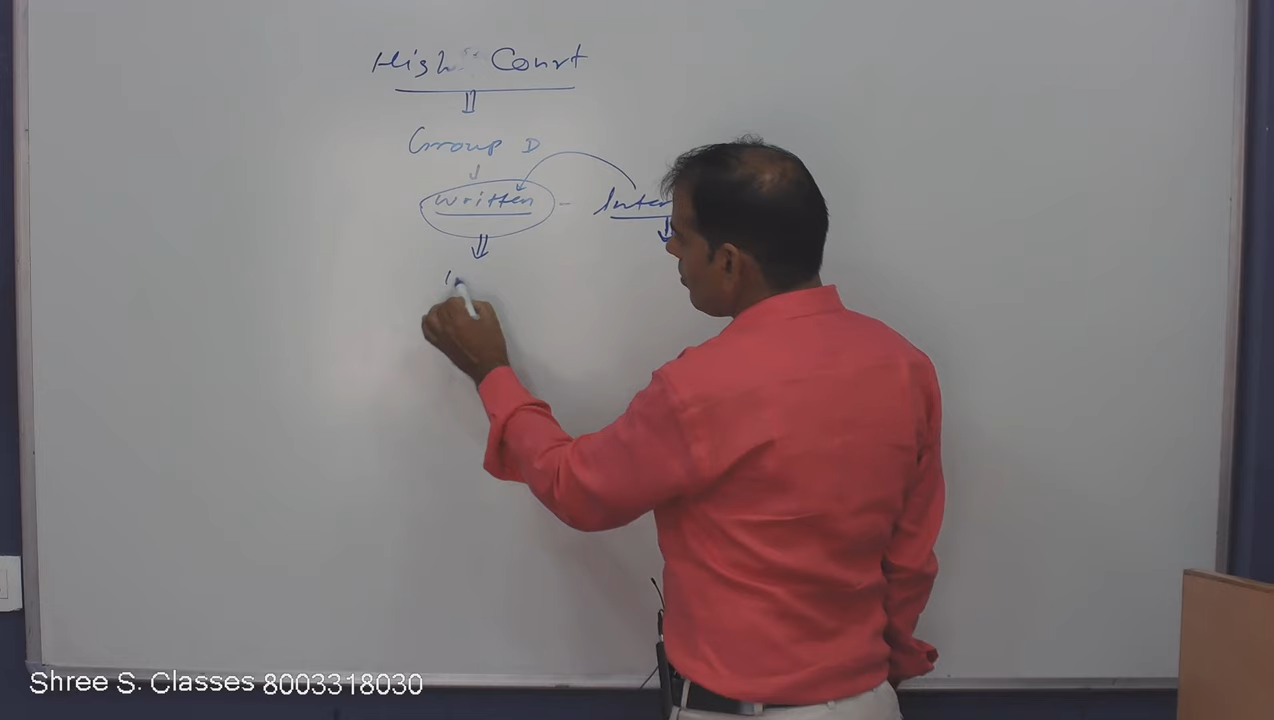 High Court
Group D
written - Inter
Shree S. Classes 8003318030